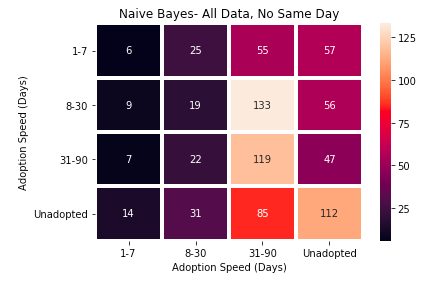 Naive Bayes- All Data, No Same Day
1-7 6 25 55 57
8-30 9 19 133 56
31-90 7 22 119 47
Unadopted 14 31 85 112
1-7 8-30 31-90 Unadopted
Adoption Speed (Days)
Adoption Speed (Days)
125
100
75
50
25